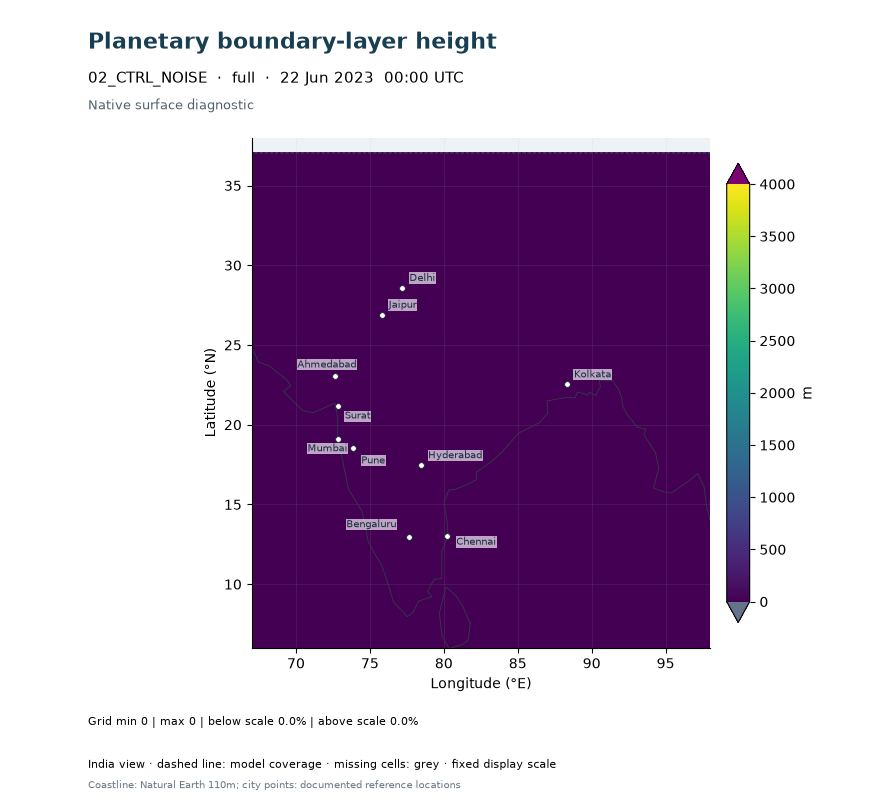 Planetary boundary-layer height
02_CTRL_NOISE · full · 22 Jun 2023 00:00 UTC
Native surface diagnostic
35
30
25
20
15
10
Latitude (°N)
Delhi
Jaipur
Ahmedabad
Kolkata
Surat
Mumbai
Pune
Hyderabad
Bengaluru
Chennai
70 75 80 85 90 95
Longitude (°E)
4000
3500
3000
2500
2000
1500
1000
500
0
m
Grid min 0 | max 0 | below scale 0.0% | above scale 0.0%
India view · dashed line: model coverage · missing cells: grey · fixed display scale
Coastline: Natural Earth 110m; city points: documented reference locations